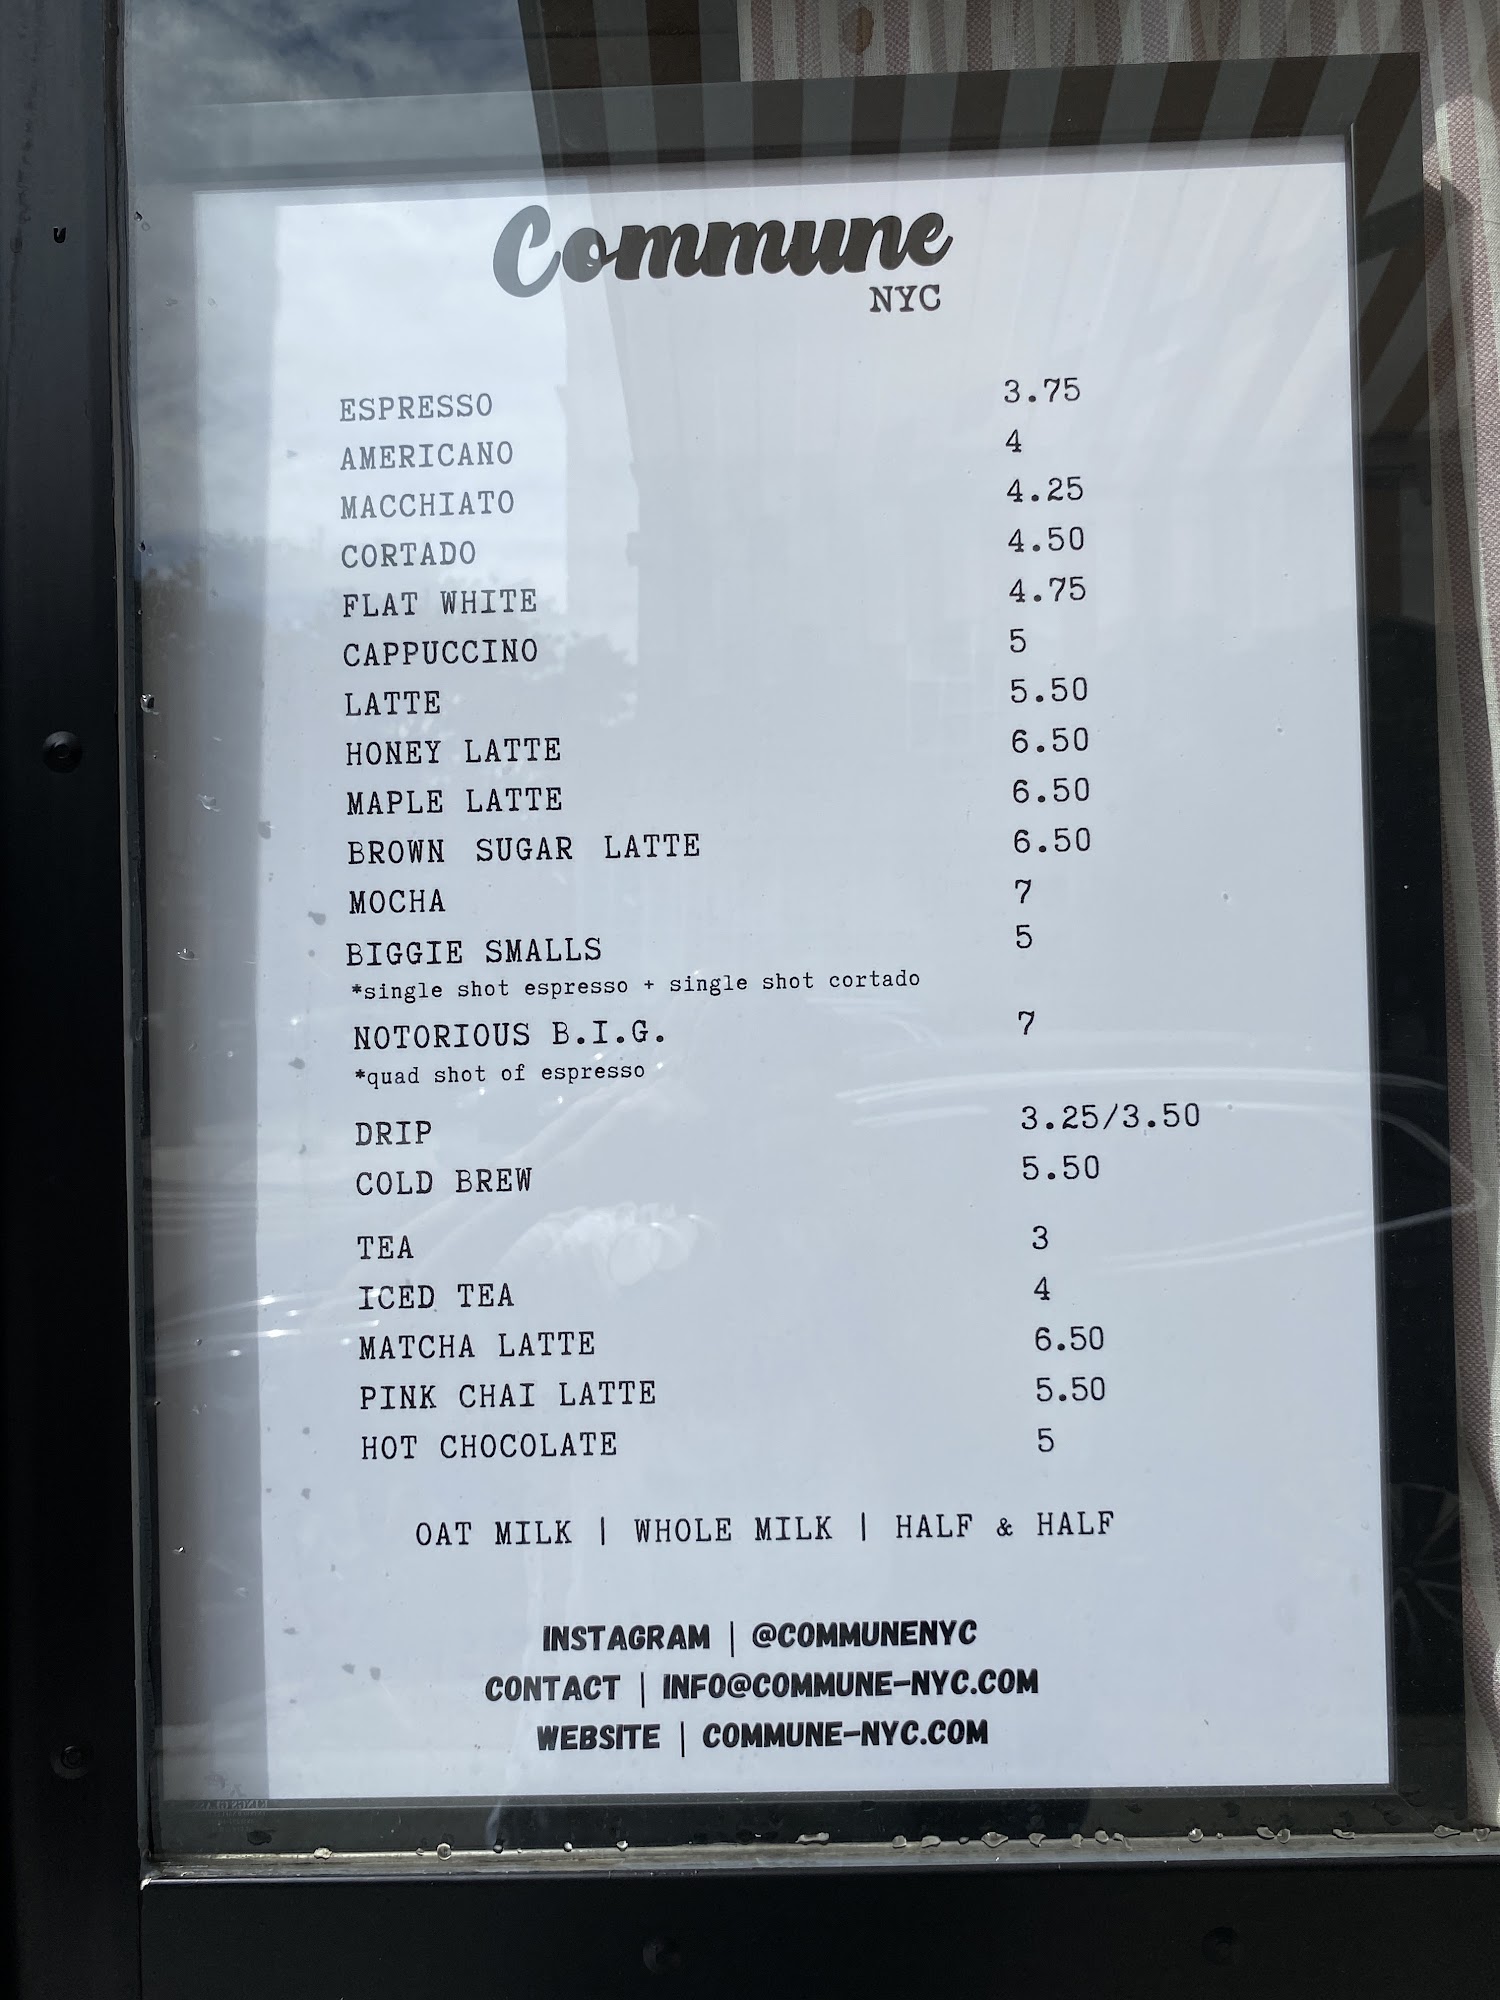 Commune
NYC
ESPRESSO 3.75
AMERICANO 4
MACCHIATO 4.25
CORTADO 4.50
FLAT WHITE 4.75
CAPPUCCINO 5
LATTE 5.50
HONEY LATTE 6.50
MAPLE LATTE 6.50
BROWN SUGAR LATTE 6.50
MOCHA 7
BIGGIE SMALLS 5
*single shot espresso + single shot cortado
NOTORIOUS B.I.G. 7
*quad shot of espresso
DRIP 3.25/3.50
COLD BREW 5.50
TEA 3
ICED TEA 4
MATCHA LATTE 6.50
PINK CHAI LATTE 5.50
HOT CHOCOLATE 5
OAT MILK | WHOLE MILK | HALF & HALF
INSTAGRAM | @COMMUNENYC
CONTACT | INFO@COMMUNE-NYC.COM
WEBSITE | COMMUNE-NYC.COM